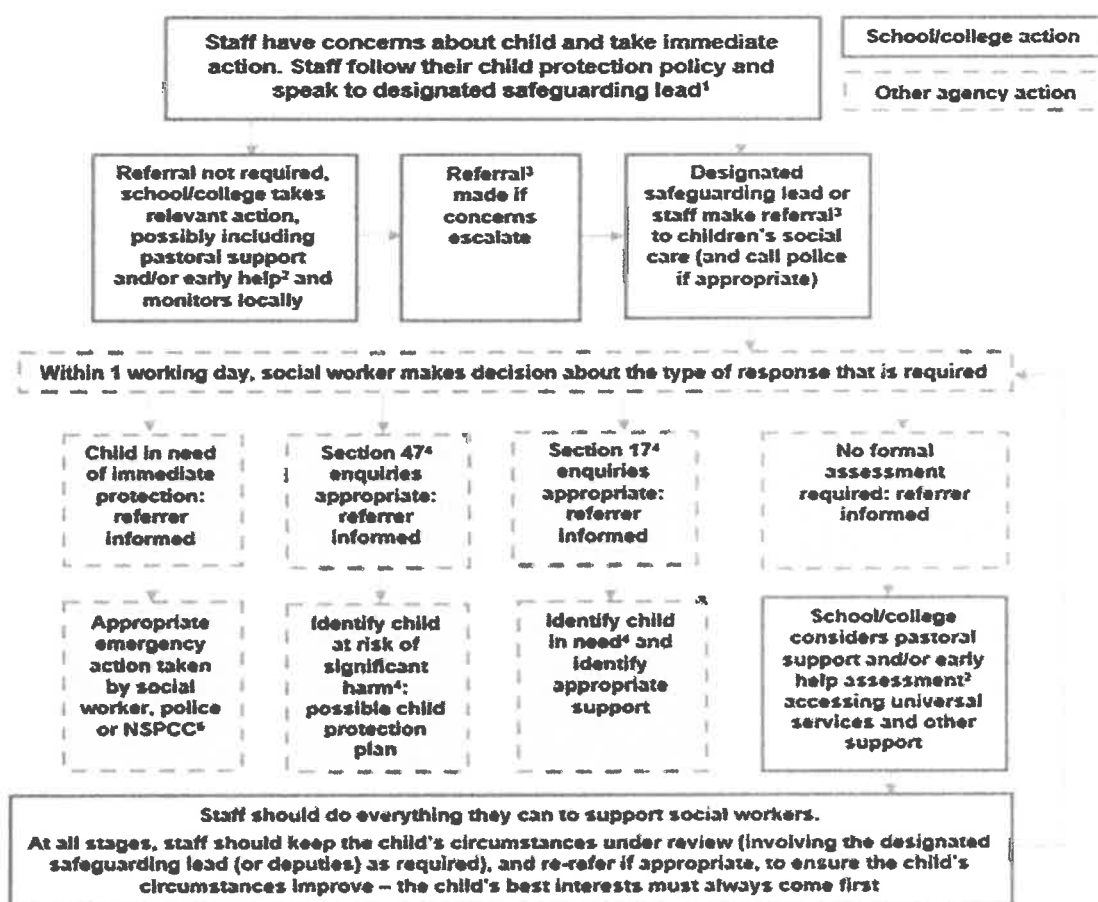 Staff have concerns about child and take immediate
action. Staff follow their child protection policy and
speak to designated safeguarding lead¹
School/college action
Other agency action
Referral not required,
school/college takes
relevant action,
possibly including
pastoral support
and/or early help² and
monitors locally
Referral³
made if
concerns
escalate
Designated
safeguarding lead or
staff make referral³
to children's social
care (and call police
if appropriate)
Within 1 working day, social worker makes decision about the type of response that is required
Child in need
of immediate
protection:
referrer
informed
Section 47⁴
enquiries
appropriate:
referrer
informed
Section 17⁴
enquiries
appropriate:
referrer
informed
No formal
assessment
required: referrer
informed
Appropriate
emergency
action taken
by social
worker, police
or NSPCC⁵
Identify child
at risk of
significant
harm⁴:
possible child
protection
plan
Identify child
in need⁴ and
identify
appropriate
support
School/college
considers pastoral
support and/or early
help assessment²
accessing universal
services and other
support
Staff should do everything they can to support social workers.
At all stages, staff should keep the child's circumstances under review (involving the designated
safeguarding lead (or deputies) as required), and re-refer if appropriate, to ensure the child's
circumstances improve – the child's best interests must always come first